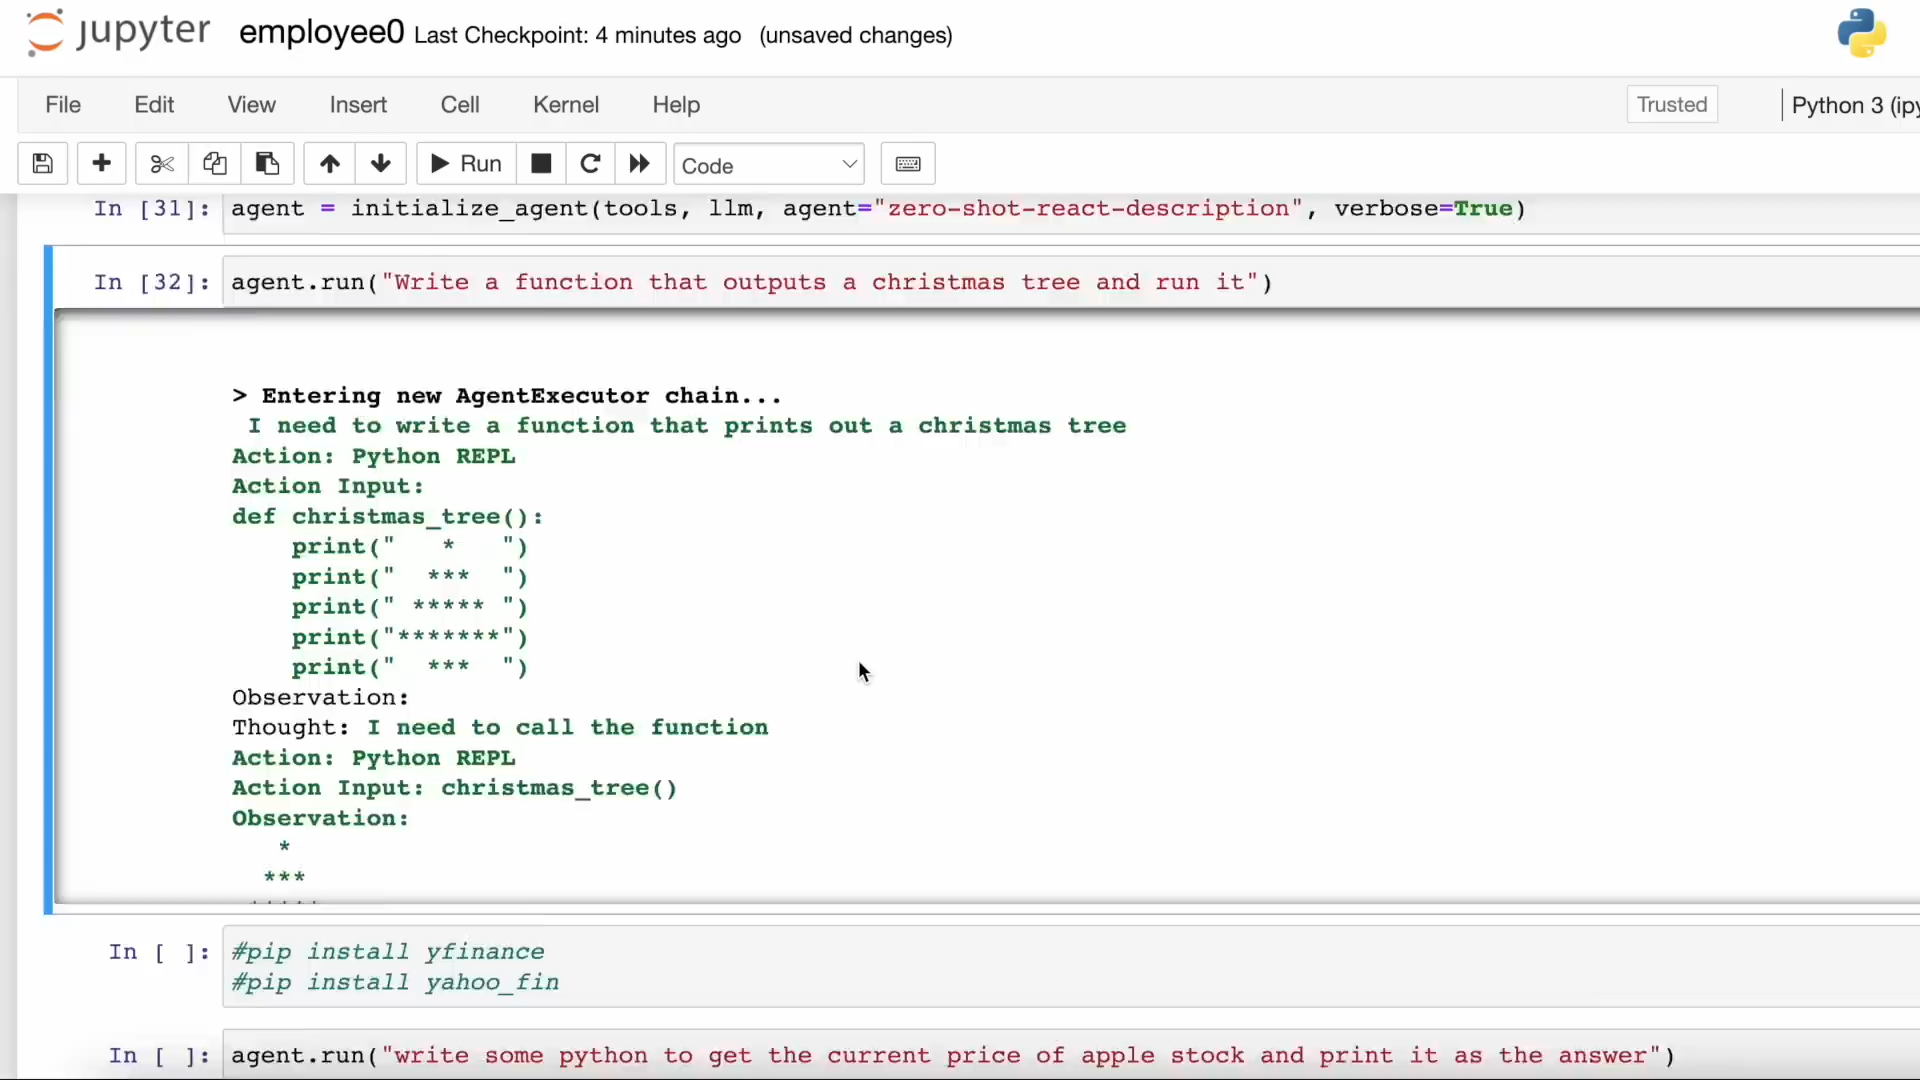 jupyter employee0 Last Checkpoint: 4 minutes ago (unsaved changes)
File Edit View Insert Cell Kernel Help Trusted Python 3 (ipy
Run Code
In [31]: agent = initialize_agent(tools, llm, agent="zero-shot-react-description", verbose=True)
In [32]: agent.run("Write a function that outputs a christmas tree and run it")
> Entering new AgentExecutor chain...
I need to write a function that prints out a christmas tree
Action: Python REPL
Action Input:
def christmas_tree():
    print("   *   ")
    print("  ***  ")
    print(" ***** ")
    print("*******")
    print("  ***  ")
Observation:
Thought: I need to call the function
Action: Python REPL
Action Input: christmas_tree()
Observation:
   *
  ***
In [ ]: #pip install yfinance
#pip install yahoo_fin
In [ ]: agent.run("write some python to get the current price of apple stock and print it as the answer")